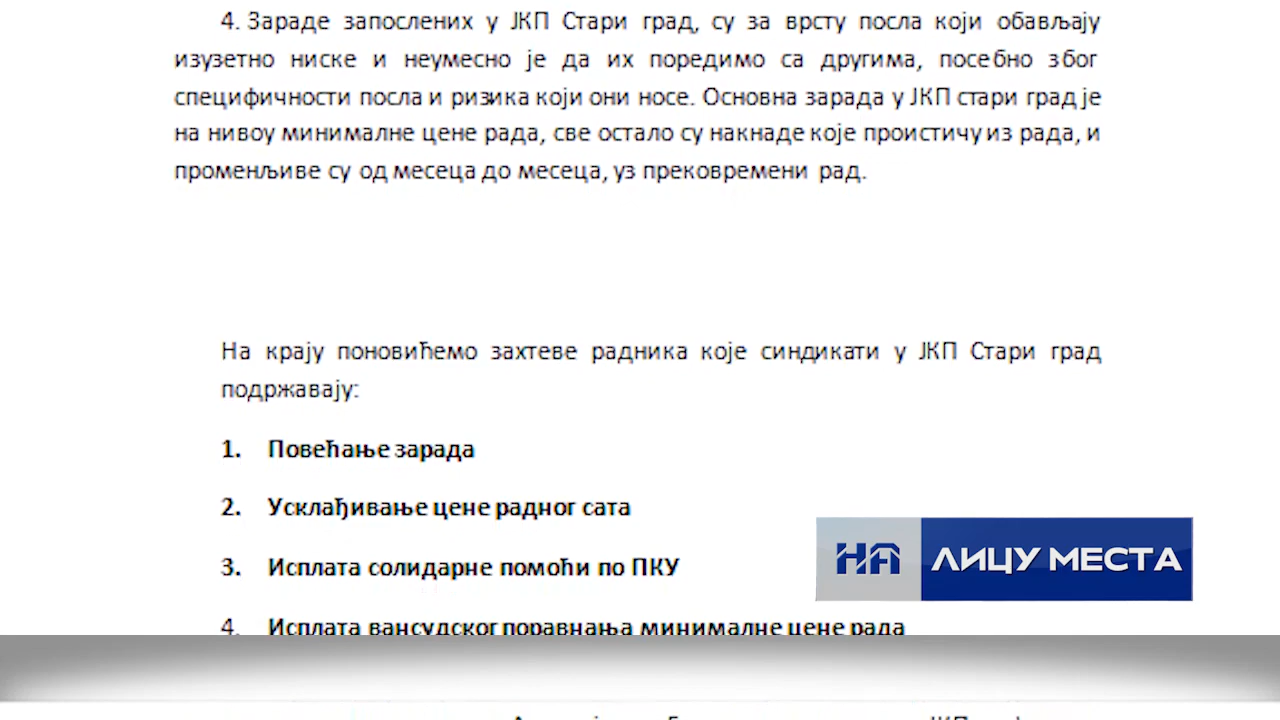 4. Зараде запослених у ЈКП Стари град, су за врсту посла који обављају
изузетно ниске и неумесно је да их поредимо са другима, посебно због
специфичности посла и ризика који они носе. Основна зарада у ЈКП стари град је
на нивоу минималне цене рада, све остало су накнаде које проистичу из рада, и
променљиве су од месеца до месеца, уз прековремени рад.
На крају поновићемо захтеве радника које синдикати у ЈКП Стари град
подржавају:
1. Повећање зарада
2. Усклађивање цене радног сата
3. Исплата солидарне помоћи по ПКУ
НА ЛИЦУ МЕСТА
4. Исплата вансудског поравнања минималне цене рада